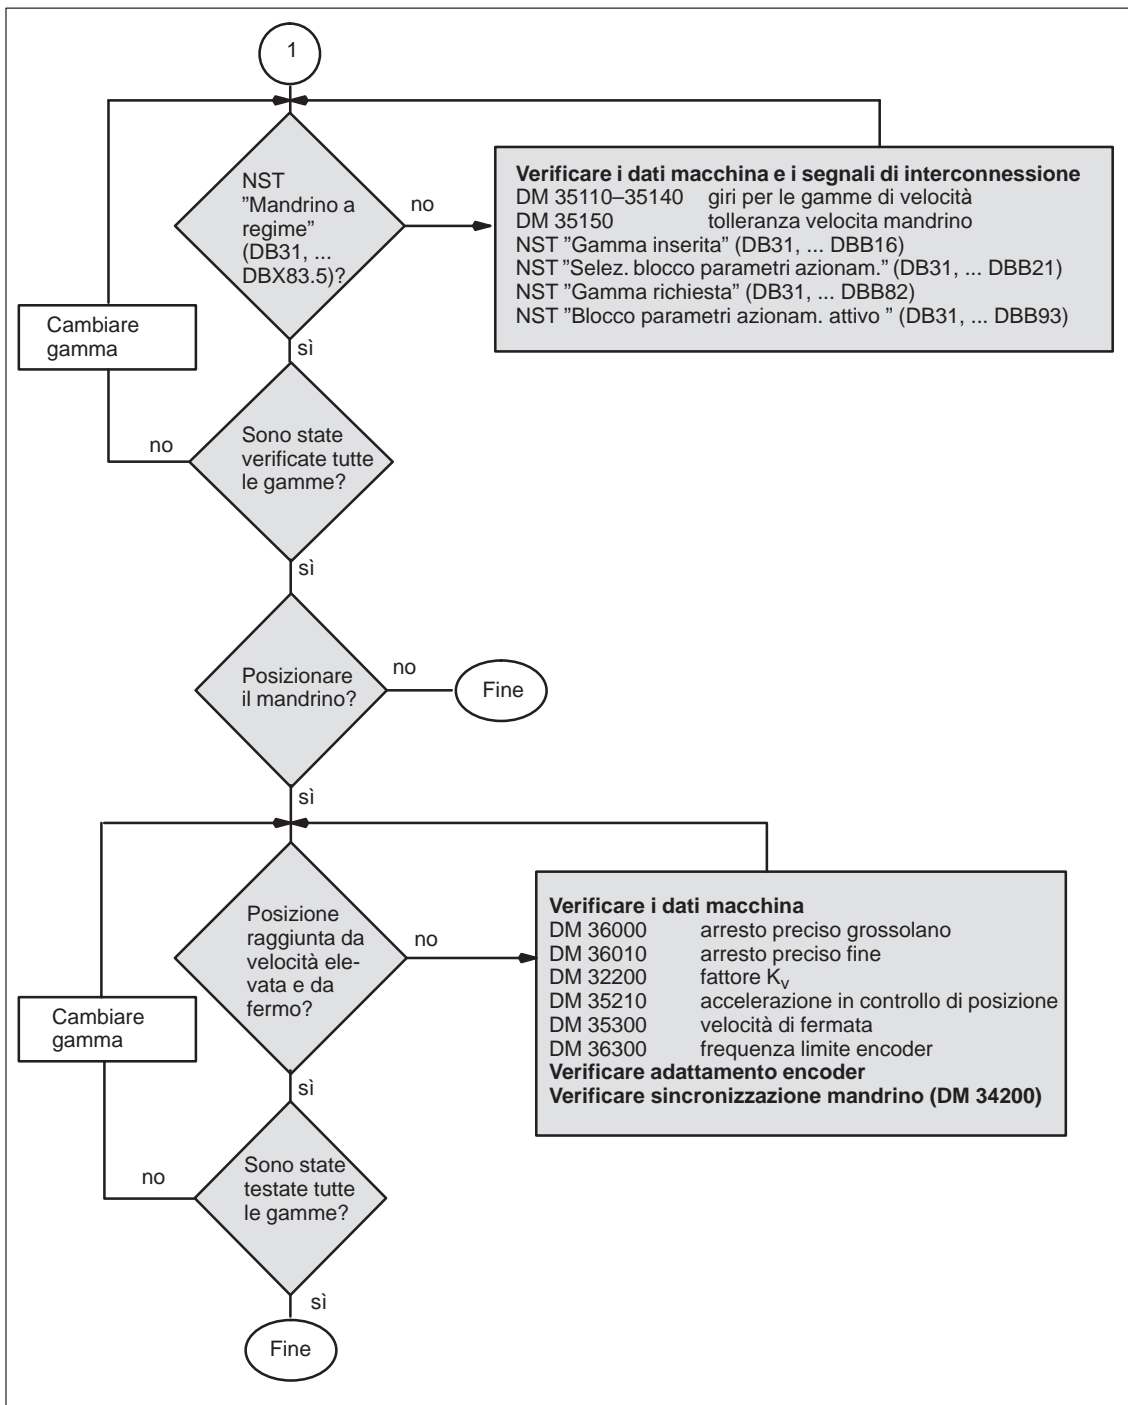 1
NST
”Mandrino a
regime”
(DB31, ...
DBX83.5)?
no
Verificare i dati macchina e i segnali di interconnessione
DM 35110–35140 giri per le gamme di velocità
DM 35150 tolleranza velocita mandrino
NST ”Gamma inserita” (DB31, ... DBB16)
NST ”Selez. blocco parametri azionam.” (DB31, ... DBB21)
NST ”Gamma richiesta” (DB31, ... DBB82)
NST ”Blocco parametri azionam. attivo ” (DB31, ... DBB93)
Cambiare
gamma
sì
no
Sono state
verificate tutte
le gamme?
sì
Posizionare
il mandrino?
no
Fine
sì
Posizione
raggiunta da
velocità ele-
vata e da
fermo?
no
Verificare i dati macchina
DM 36000 arresto preciso grossolano
DM 36010 arresto preciso fine
DM 32200 fattore Kv
DM 35210 accelerazione in controllo di posizione
DM 35300 velocità di fermata
DM 36300 frequenza limite encoder
Verificare adattamento encoder
Verificare sincronizzazione mandrino (DM 34200)
Cambiare
gamma
sì
no
Sono state
testate tutte
le gamme?
sì
Fine